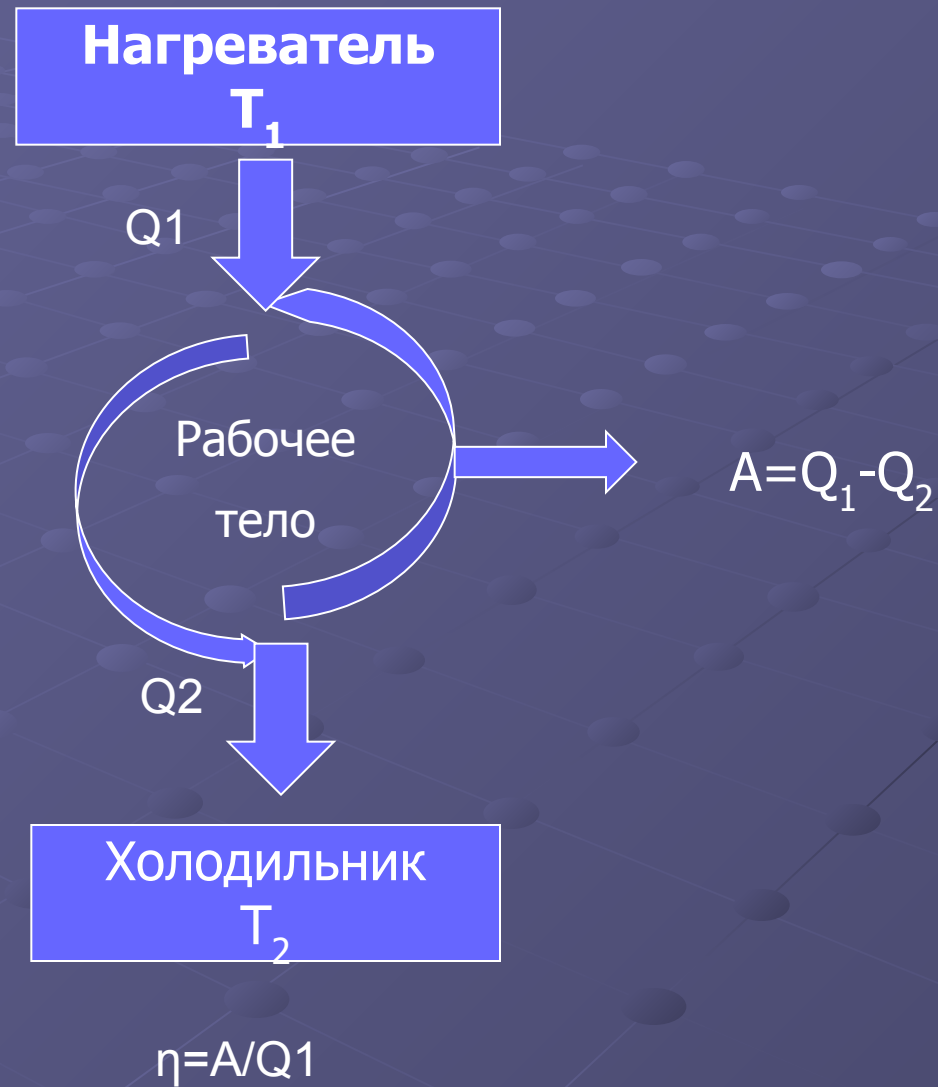 Нагреватель
T₁
Q1
Рабочее
тело
A=Q₁-Q₂
Q2
Холодильник
T₂
η=A/Q1